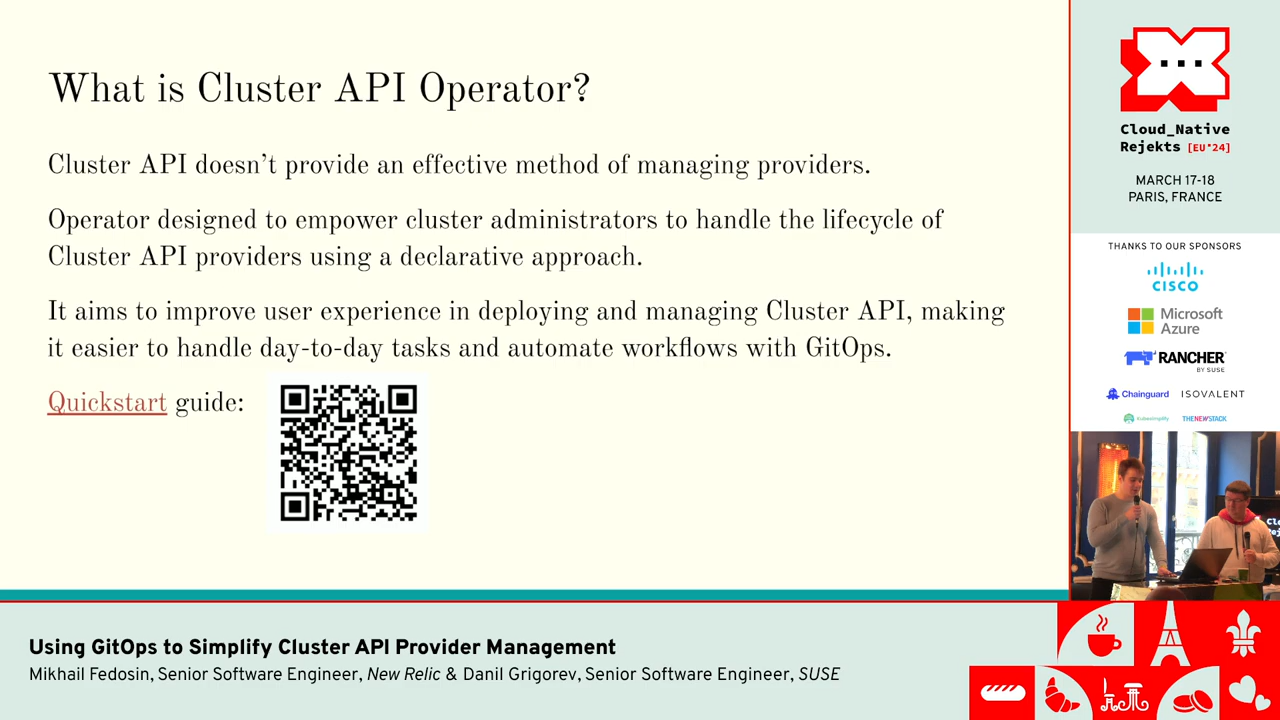 What is Cluster API Operator?
Cluster API doesn’t provide an effective method of managing providers.
Operator designed to empower cluster administrators to handle the lifecycle of
Cluster API providers using a declarative approach.
It aims to improve user experience in deploying and managing Cluster API, making
it easier to handle day-to-day tasks and automate workflows with GitOps.
Quickstart guide:
Cloud_Native
Rejekts [EU*24]
MARCH 17-18
PARIS, FRANCE
THANKS TO OUR SPONSORS
CISCO
Microsoft
Azure
RANCHER
BY SUSE
Chainguard ISOVALENT
kubesimplify THENEWSTACK
Using GitOps to Simplify Cluster API Provider Management
Mikhail Fedosin, Senior Software Engineer, New Relic & Danil Grigorev, Senior Software Engineer, SUSE